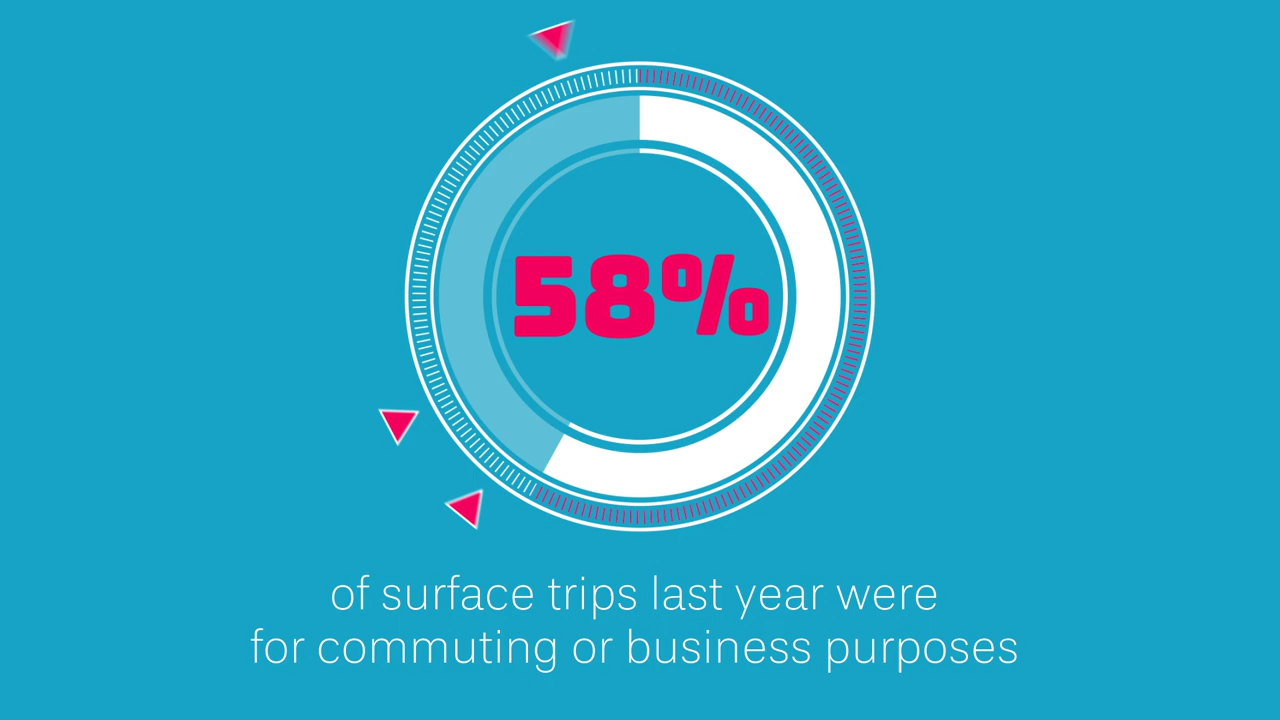 58%
of surface trips last year were
for commuting or business purposes